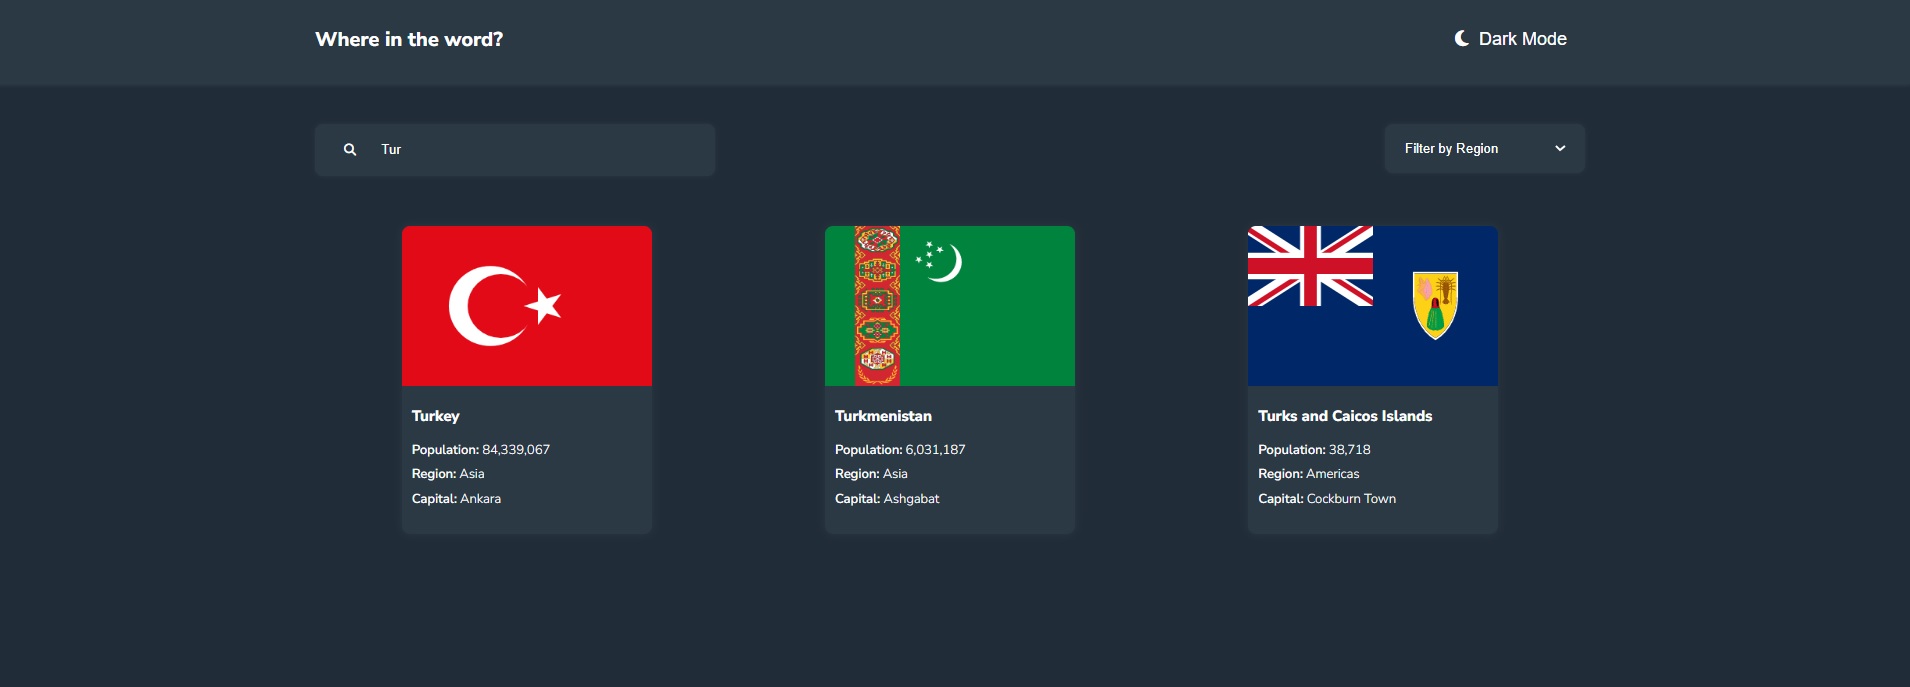 Where in the word?
Dark Mode
Tur
Filter by Region
Turkey
Population: 84,339,067
Region: Asia
Capital: Ankara
Turkmenistan
Population: 6,031,187
Region: Asia
Capital: Ashgabat
Turks and Caicos Islands
Population: 38,718
Region: Americas
Capital: Cockburn Town